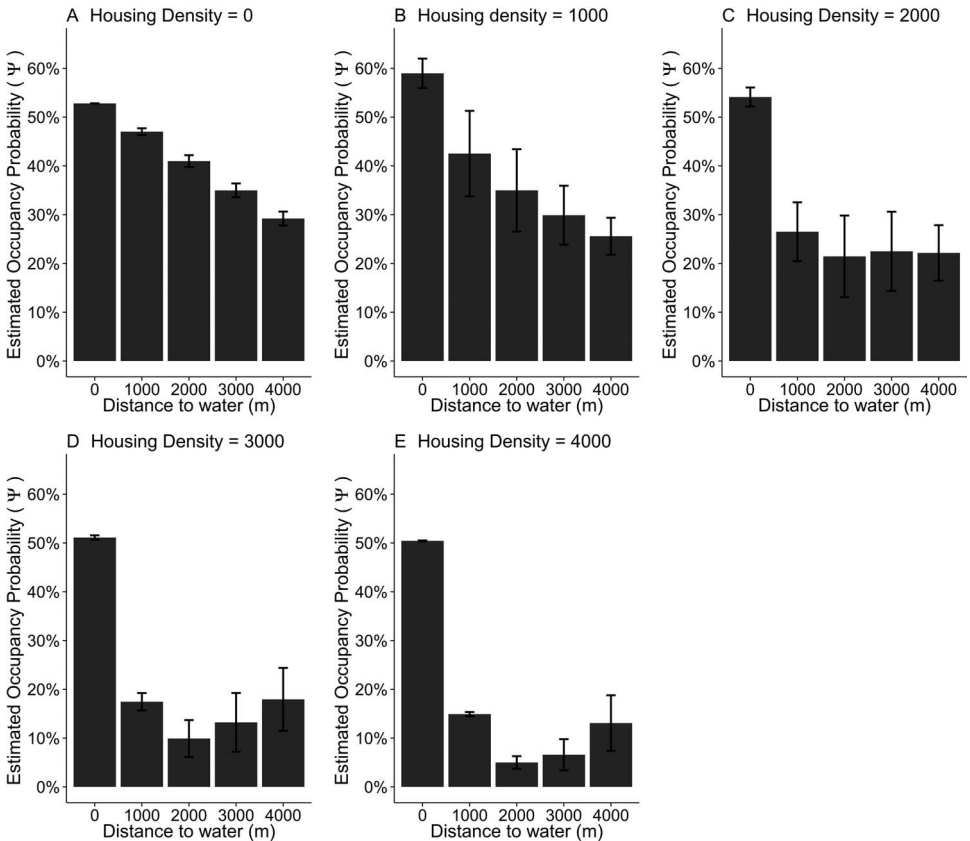 A Housing Density = 0
Estimated Occupancy Probability ( Ψ )
60%
50%
40%
30%
20%
10%
0%
0 1000 2000 3000 4000
Distance to water (m)
B Housing density = 1000
Estimated Occupancy Probability ( Ψ )
60%
50%
40%
30%
20%
10%
0%
0 1000 2000 3000 4000
Distance to water (m)
C Housing Density = 2000
Estimated Occupancy Probability ( Ψ )
60%
50%
40%
30%
20%
10%
0%
0 1000 2000 3000 4000
Distance to water (m)
D Housing Density = 3000
Estimated Occupancy Probability ( Ψ )
60%
50%
40%
30%
20%
10%
0%
0 1000 2000 3000 4000
Distance to water (m)
E Housing Density = 4000
Estimated Occupancy Probability ( Ψ )
60%
50%
40%
30%
20%
10%
0%
0 1000 2000 3000 4000
Distance to water (m)